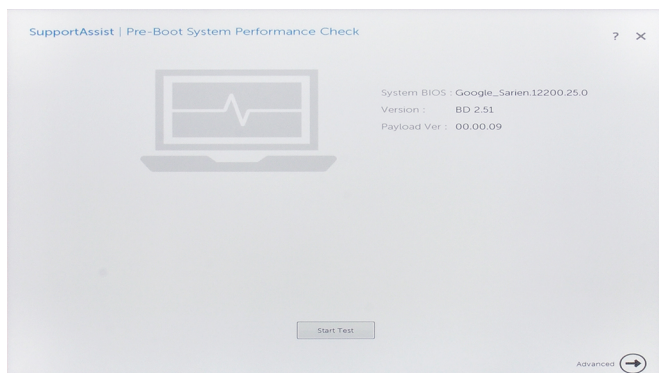 SupportAssist | Pre-Boot System Performance Check
? ×
System BIOS : Google_Sarien.12200.25.0
Version : BD 2.51
Payload Ver : 00.00.09
Start Test
Advanced